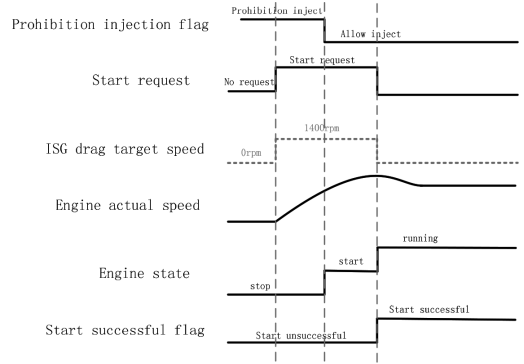 Prohibition inject
Prohibition injection flag
Allow inject
Start request
Start request
No request
1400rpm
ISG drag target speed
0rpm
Engine actual speed
running
start
Engine state
stop
Start successful
Start successful flag
Start unsuccessful